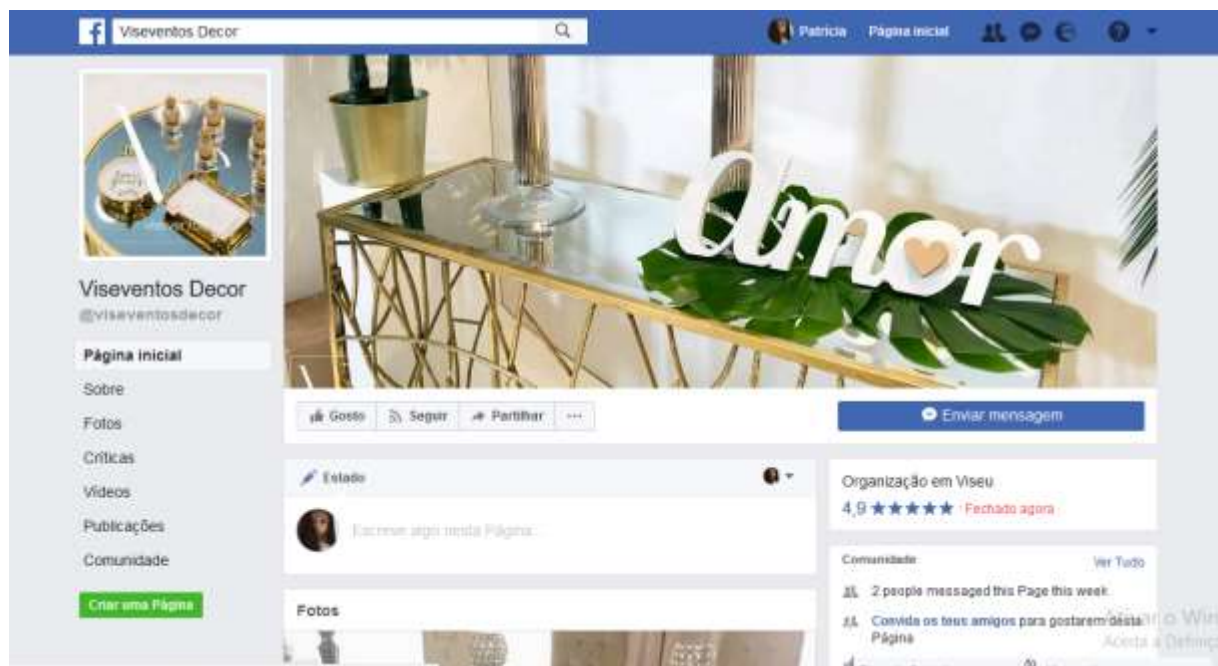 f
Viseventos Decor
Patrícia
Página inicial
Viseventos Decor
@viseventosdecor
Página inicial
Sobre
Fotos
Críticas
Vídeos
Publicações
Comunidade
Criar uma Página
amor
Gosto
Seguir
Partilhar
Enviar mensagem
Estado
Escreve algo nesta Página...
Fotos
Organização em Viseu
4,9 ★★★★★ · Fechado agora
Comunidade
Ver Tudo
2 people messaged this Page this week
Convida os teus amigos para gostarem desta
Página